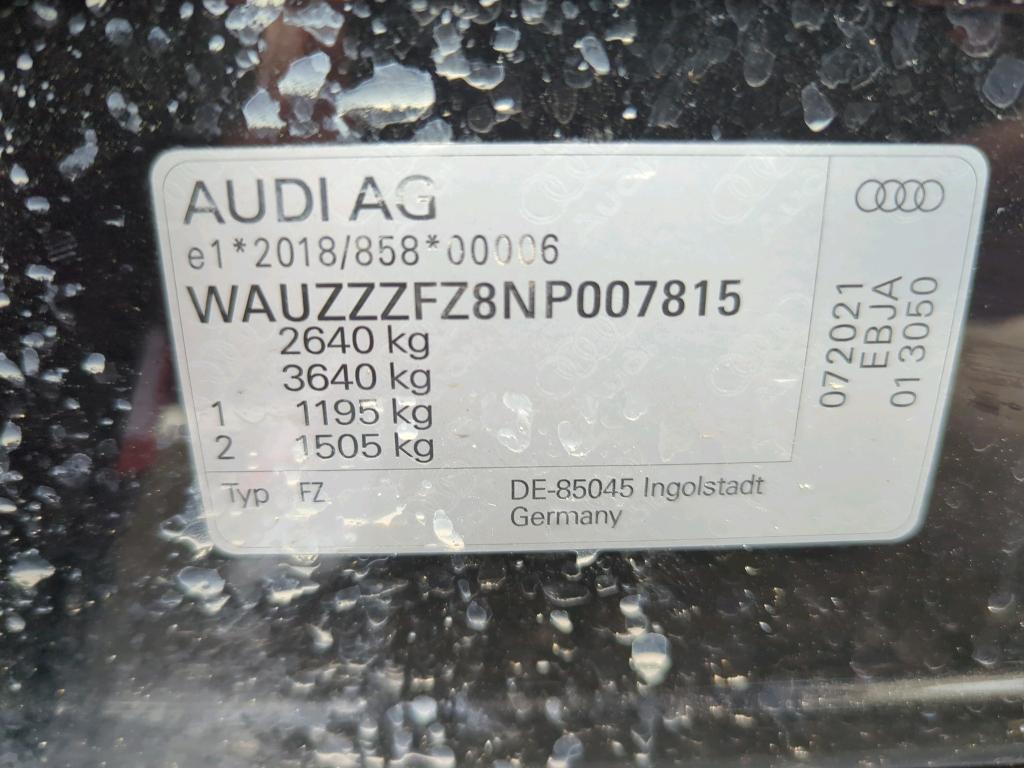 AUDI AG
e1*2018/858*00006
WAUZZZFZ8NP007815
2640 kg
3640 kg
1 1195 kg
2 1505 kg
Typ FZ
DE-85045 Ingolstadt
Germany
072021
EBJA
01 3050